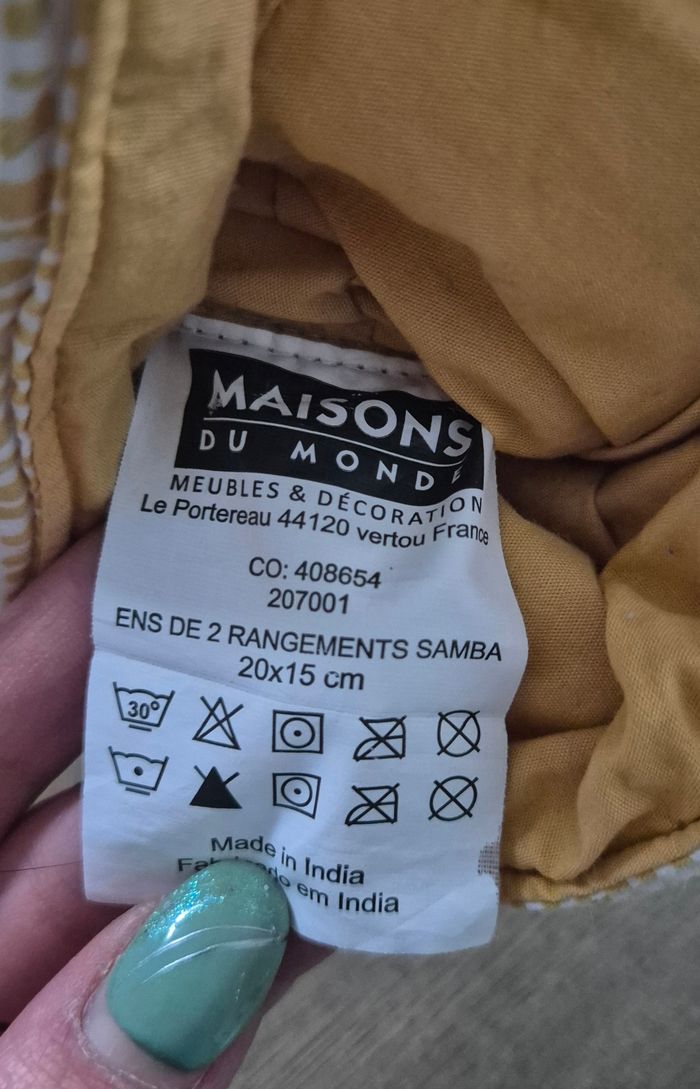 MAISONS
DU MONDE
MEUBLES & DÉCORATION
Le Portereau 44120 vertou France
CO: 408654
207001
ENS DE 2 RANGEMENTS SAMBA
20x15 cm
30°
Made in India
em India